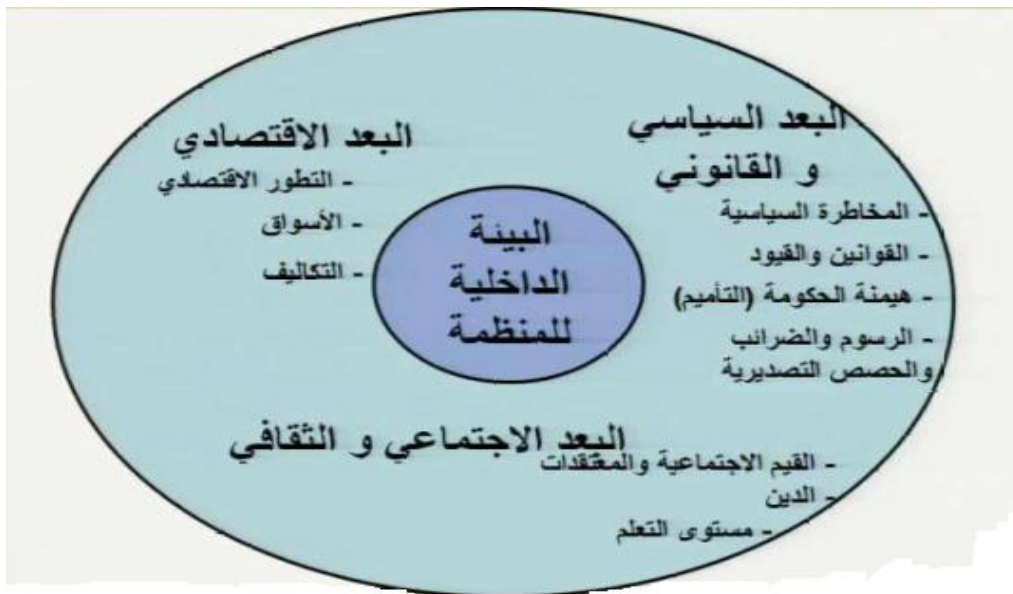 البعد السياسي
و القانوني
- المخاطرة السياسية
- القوانين والقيود
- هيمنة الحكومة (التأميم)
- الرسوم والضرائب
والحصص التصديرية
البعد الاقتصادي
- التطور الاقتصادي
- الأسواق
- التكاليف
البيئة
الداخلية
للمنظمة
البعد الاجتماعي و الثقافي
- القيم الاجتماعية والمعتقدات
- الدين
- مستوى التعلم